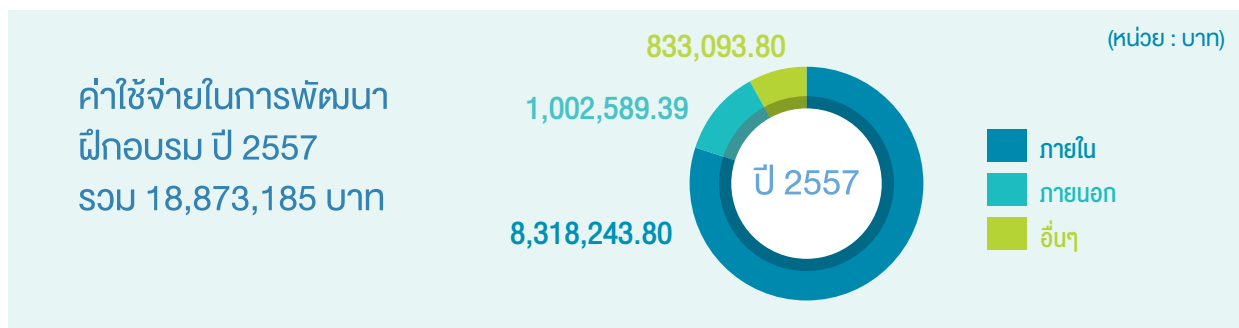 ค่าใช้จ่ายในการพัฒนา
ฝึกอบรม ปี 2557
รวม 18,873,185 บาท
(หน่วย : บาท)
833,093.80
1,002,589.39
8,318,243.80
ปี 2557
ภายใน
ภายนอก
อื่นๆ